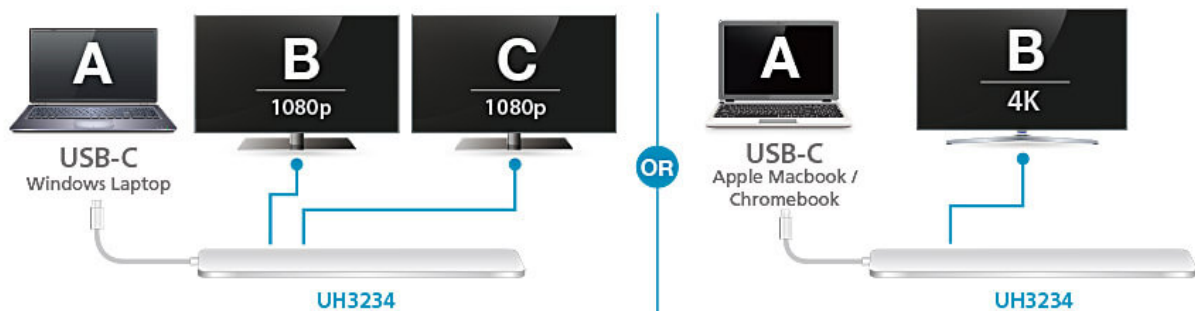 A
B
1080p
C
1080p
USB-C
Windows Laptop
UH3234
OR
A
B
4K
USB-C
Apple Macbook /
Chromebook
UH3234